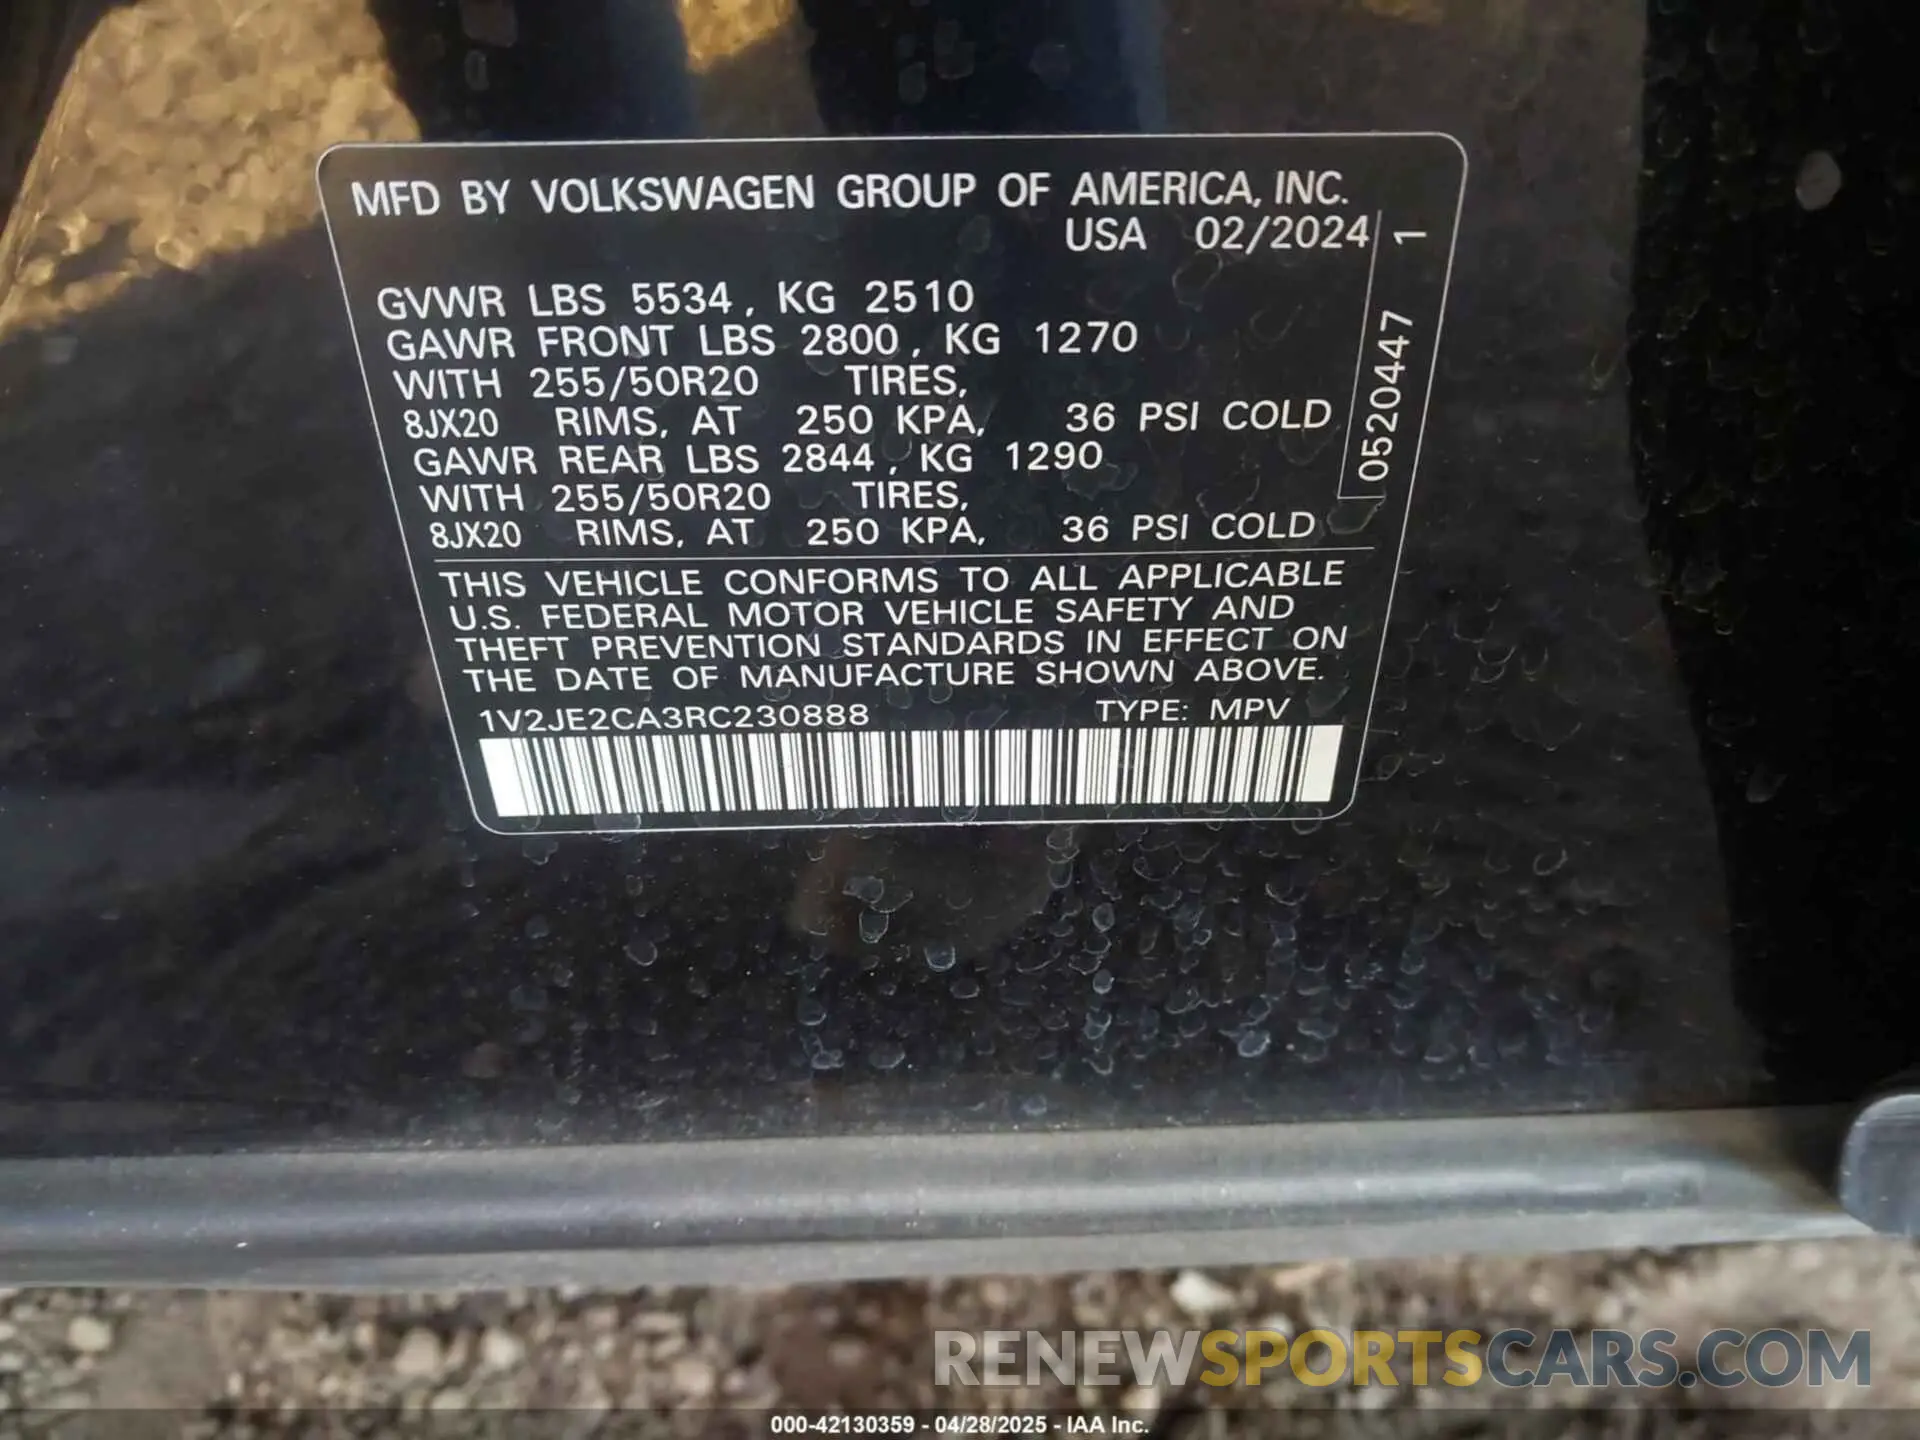 MFD BY VOLKSWAGEN GROUP OF AMERICA, INC.
USA 02/2024
GVWR LBS 5534, KG 2510
GAWR FRONT LBS 2800, KG 1270
WITH 255/50R20 TIRES,
8JX20 RIMS, AT 250 KPA, 36 PSI COLD
GAWR REAR LBS 2844, KG 1290
WITH 255/50R20 TIRES,
8JX20 RIMS, AT 250 KPA, 36 PSI COLD
0520447 1
THIS VEHICLE CONFORMS TO ALL APPLICABLE
U.S. FEDERAL MOTOR VEHICLE SAFETY AND
THEFT PREVENTION STANDARDS IN EFFECT ON
THE DATE OF MANUFACTURE SHOWN ABOVE.
1V2JE2CA3RC230888 TYPE: MPV
RENEWSPORTSCARS.COM
000-42130359 - 04/28/2025 - IAA Inc.